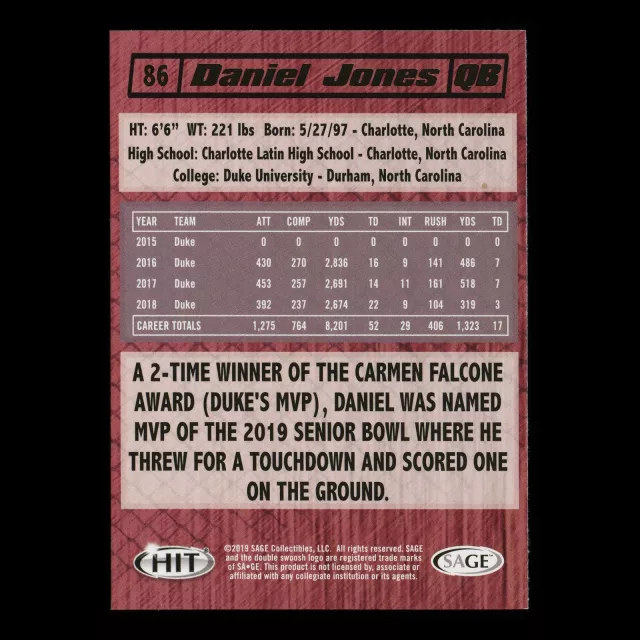 86 Daniel Jones QB
HT: 6'6" WT: 221 lbs Born: 5/27/97 - Charlotte, North Carolina
High School: Charlotte Latin High School - Charlotte, North Carolina
College: Duke University - Durham, North Carolina
YEAR TEAM ATT COMP YDS TD INT RUSH YDS TD
2015 Duke 0 0 0 0 0 0 0 0
2016 Duke 430 270 2,836 16 9 141 486 7
2017 Duke 453 257 2,691 14 11 161 518 7
2018 Duke 392 237 2,674 22 9 104 319 3
CAREER TOTALS 1,275 764 8,201 52 29 406 1,323 17
A 2-TIME WINNER OF THE CARMEN FALCONE
AWARD (DUKE'S MVP), DANIEL WAS NAMED
MVP OF THE 2019 SENIOR BOWL WHERE HE
THREW FOR A TOUCHDOWN AND SCORED ONE
ON THE GROUND.
HIT
©2019 SAGE Collectibles, LLC. All rights reserved. SAGE
and the double swoosh logo are registered trade marks
of SA•GE. This product is not licensed by, associate or
affiliated with any collegiate institution or its agents.
SAGE